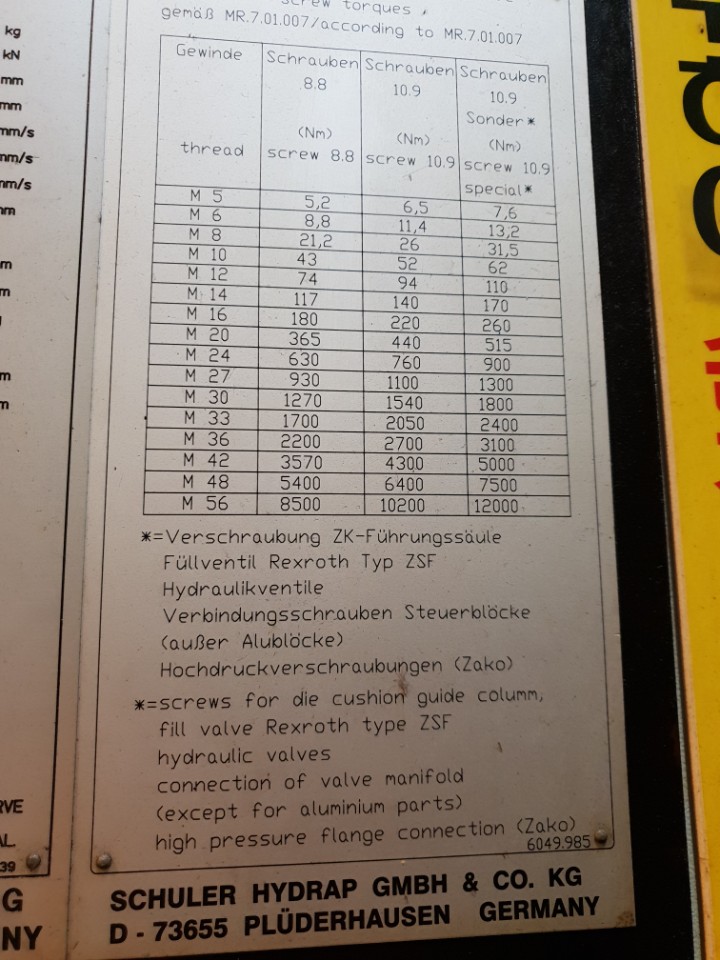 screw torques,
gemäß MR.7.01.007/according to MR.7.01.007
Gewinde Schrauben Schrauben Schrauben
8.8 10.9 10.9
Sonder*
(Nm) (Nm) (Nm)
thread screw 8.8 screw 10.9 screw 10.9
special*
M 5 5,2 6,5 7,6
M 6 8,8 11,4 13,2
M 8 21,2 26 31,5
M 10 43 52 62
M 12 74 94 110
M 14 117 140 170
M 16 180 220 260
M 20 365 440 515
M 24 630 760 900
M 27 930 1100 1300
M 30 1270 1540 1800
M 33 1700 2050 2400
M 36 2200 2700 3100
M 42 3570 4300 5000
M 48 5400 6400 7500
M 56 8500 10200 12000
*=Verschraubung ZK-Führungssäule
Füllventil Rexroth Typ ZSF
Hydraulikventile
Verbindungsschrauben Steuerblöcke
(außer Alublöcke)
Hochdruckverschraubungen (Zako)
*=screws for die cushion guide columm,
fill valve Rexroth type ZSF
hydraulic valves
connection of valve manifold
(except for aluminium parts)
high pressure flange connection (Zako)
6049.985
SCHULER HYDRAP GMBH & CO. KG
D - 73655 PLÜDERHAUSEN GERMANY
kg
kN
mm
mm
mm/s
mm/s
mm/s